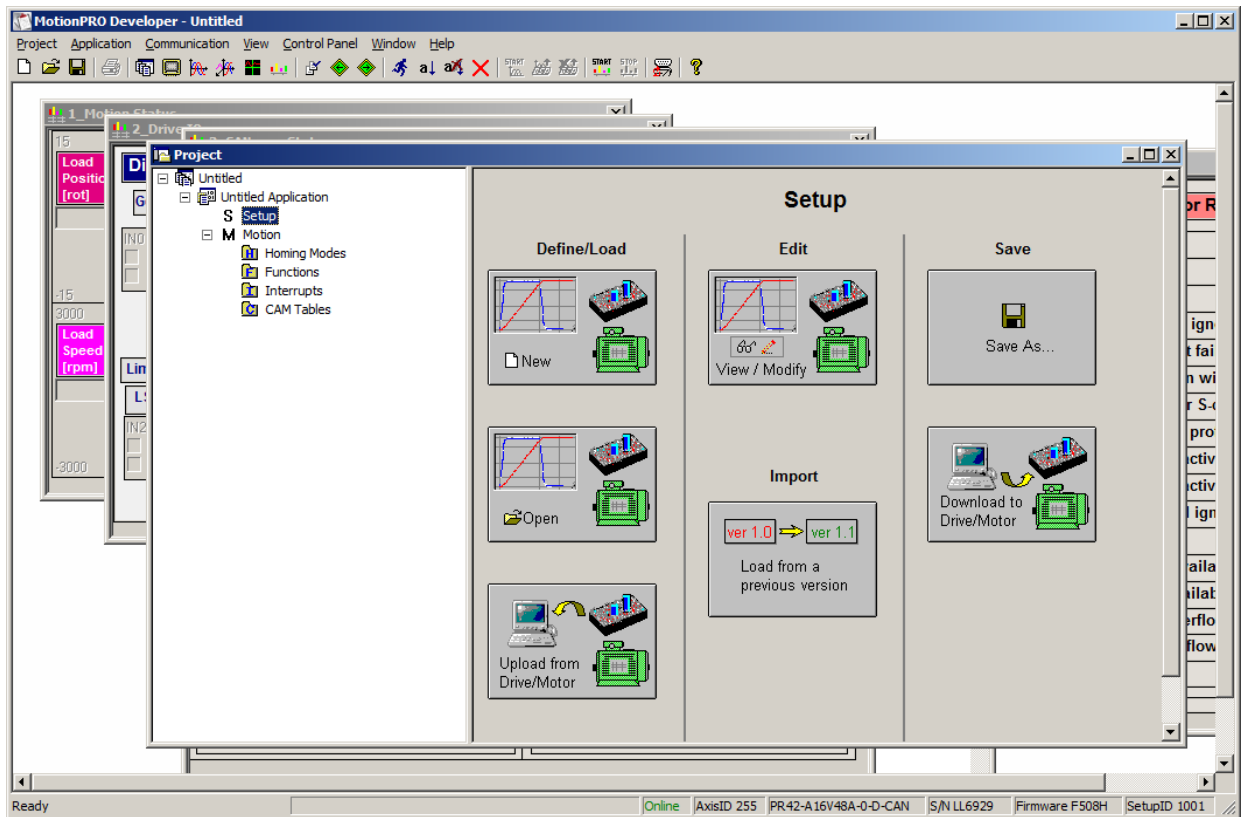 MotionPRO Developer - Untitled
Project Application Communication View Control Panel Window Help
START STOP
1_Motion Status
2_Drive
15
Load
[rot]
-15
3000
Load
Speed
[rpm]
-3000
IN0
IN2
Project
Untitled
Untitled Application
S Setup
M Motion
H Homing Modes
F Functions
I Interrupts
C CAM Tables
Setup
Define/Load
New
Open
Upload from
Drive/Motor
Edit
View / Modify
Import
ver 1.0 ver 1.1
Load from a
previous version
Save
Save As...
Download to
Drive/Motor
Ready
Online AxisID 255 PR42-A16V48A-0-D-CAN S/N LL6929 Firmware F508H SetupID 1001